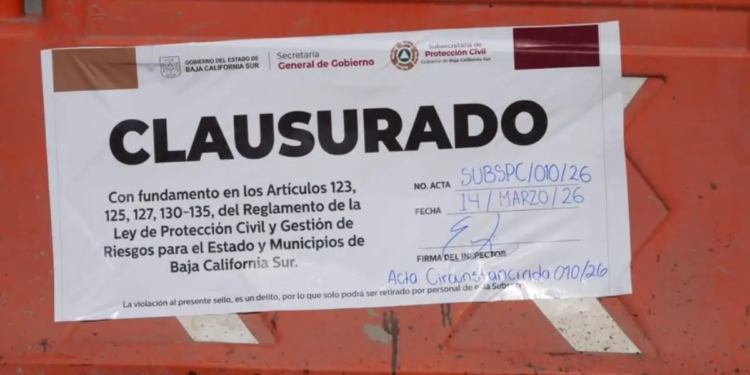 GOBIERNO DEL ESTADO DE
BAJA CALIFORNIA SUR
Secretaría
General de Gobierno
Subsecretaría de
Protección Civil
Gobierno de Baja California Sur
CLAUSURADO
Con fundamento en los Artículos 123,
125, 127, 130-135, del Reglamento de la
Ley de Protección Civil y Gestión de
Riesgos para el Estado y Municipios de
Baja California Sur.
NO. ACTA SUBSPC/010/26
FECHA 14/MARZO/26
FIRMA DEL INSPECTOR
Acta Circunstanciada 010/26
La violación al presente sello, es un delito, por lo que solo podrá ser retirado por personal de esta